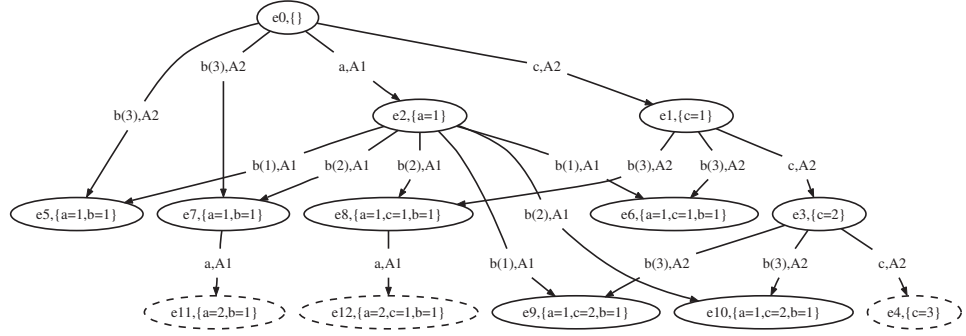 e0,{}
b(3),A2
a,A1
c,A2
b(3),A2
e2,{a=1}
e1,{c=1}
b(1),A1
b(2),A1
b(2),A1
b(1),A1
b(3),A2
b(3),A2
c,A2
e5,{a=1,b=1}
e7,{a=1,b=1}
e8,{a=1,c=1,b=1}
b(2),A1
e6,{a=1,c=1,b=1}
e3,{c=2}
a,A1
a,A1
b(1),A1
b(3),A2
b(3),A2
c,A2
e11,{a=2,b=1}
e12,{a=2,c=1,b=1}
e9,{a=1,c=2,b=1}
e10,{a=1,c=2,b=1}
e4,{c=3}